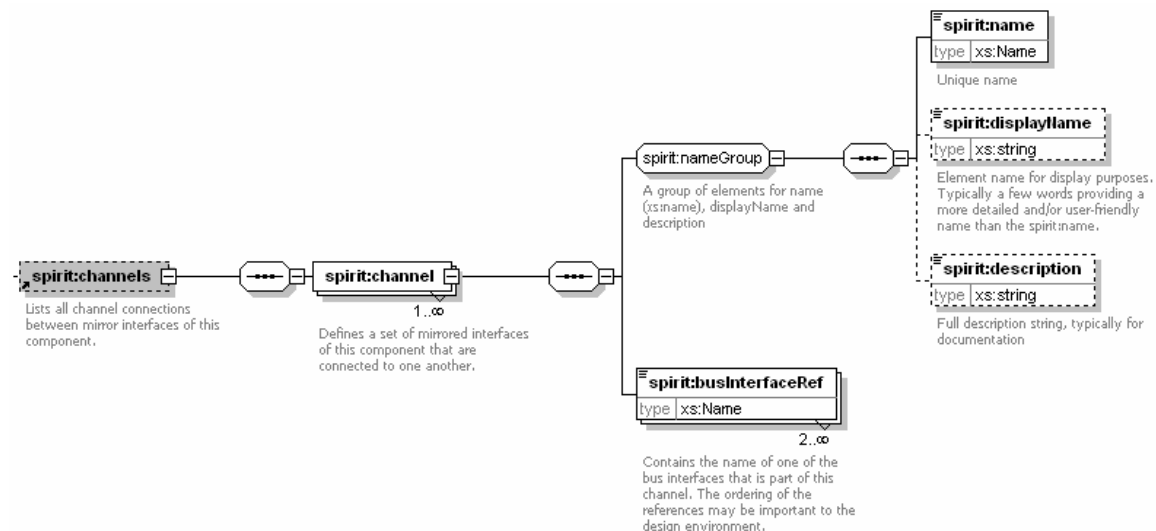 spirit:name
type xs:Name
Unique name
spirit:displayName
type xs:string
Element name for display purposes.
Typically a few words providing a
more detailed and/or user-friendly
name than the spirit:name.
spirit:nameGroup
A group of elements for name
(xs:name), displayName and
description
spirit:description
type xs:string
Full description string, typically for
documentation
spirit:channels
Lists all channel connections
between mirror interfaces of this
component.
spirit:channel
1..∞
Defines a set of mirrored interfaces
of this component that are
connected to one another.
spirit:busInterfaceRef
type xs:Name
2..∞
Contains the name of one of the
bus interfaces that is part of this
channel. The ordering of the
references may be important to the
design environment.